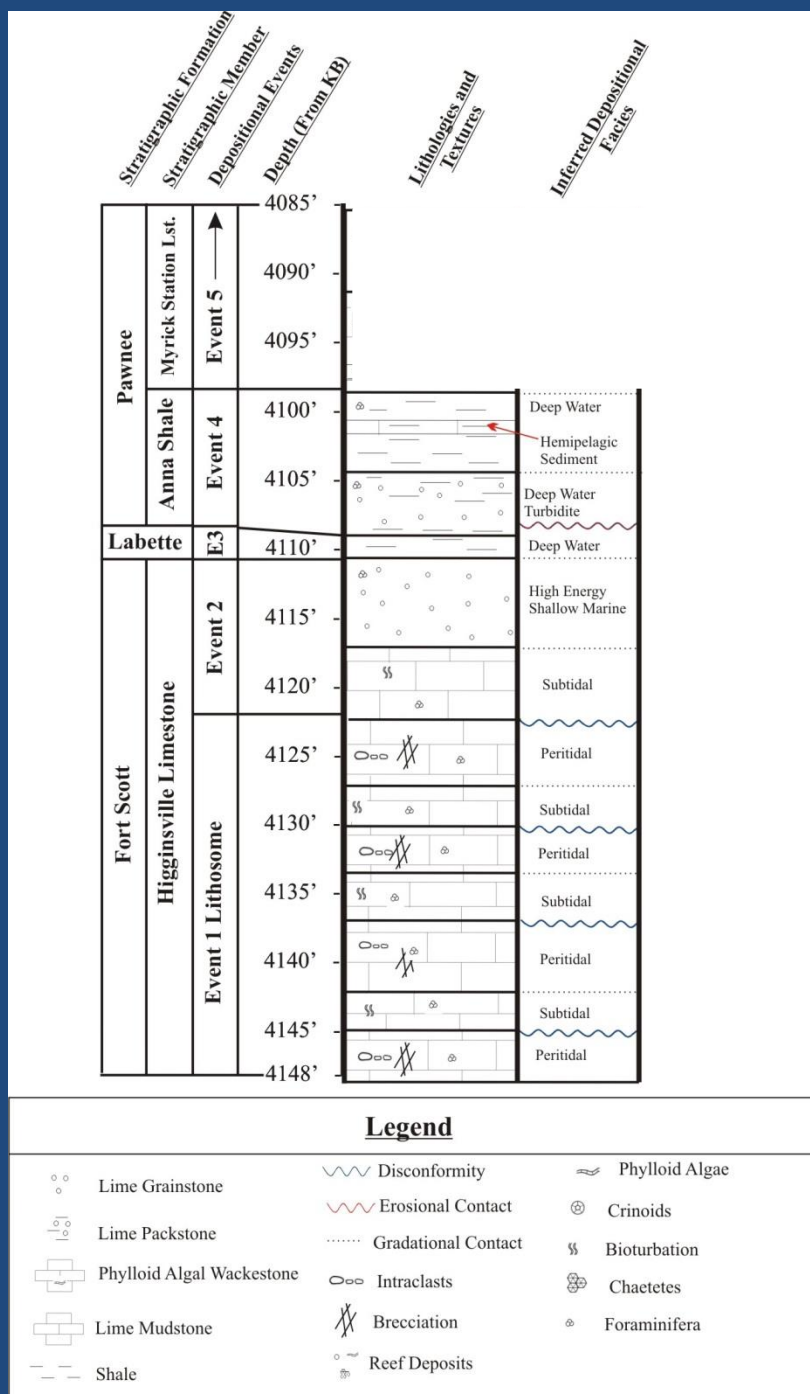 Stratigraphic Formation
Stratigraphic Member
Depositional Events
Depth (From KB)
Lithologies and
Textures
Inferred Depositional
Facies
Pawnee
Labette
Fort Scott
Myrick Station Lst.
Anna Shale
Higginsville Limestone
Event 5
Event 4
E3
Event 2
Event 1 Lithosome
4085’
4090’
4095’
4100’
4105’
4110’
4115’
4120’
4125’
4130’
4135’
4140’
4145’
4148’
Deep Water
Hemipelagic
Sediment
Deep Water
Turbidite
Deep Water
High Energy
Shallow Marine
Subtidal
Peritidal
Subtidal
Peritidal
Subtidal
Peritidal
Subtidal
Peritidal
Legend
Lime Grainstone
Lime Packstone
Phylloid Algal Wackestone
Lime Mudstone
Shale
Disconformity
Erosional Contact
Gradational Contact
Intraclasts
Brecciation
Reef Deposits
Phylloid Algae
Crinoids
Bioturbation
Chaetetes
Foraminifera